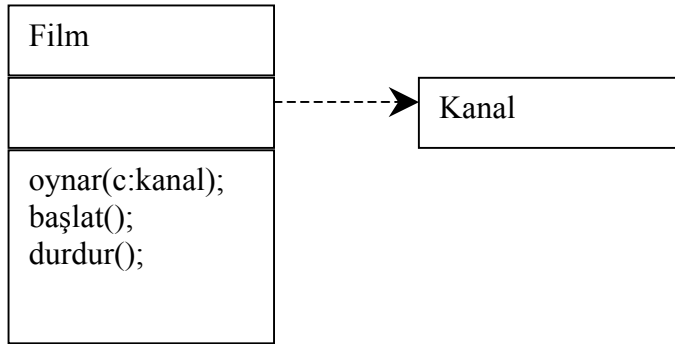 Film
Kanal
oynar(c:kanal);
başlat();
durdur();